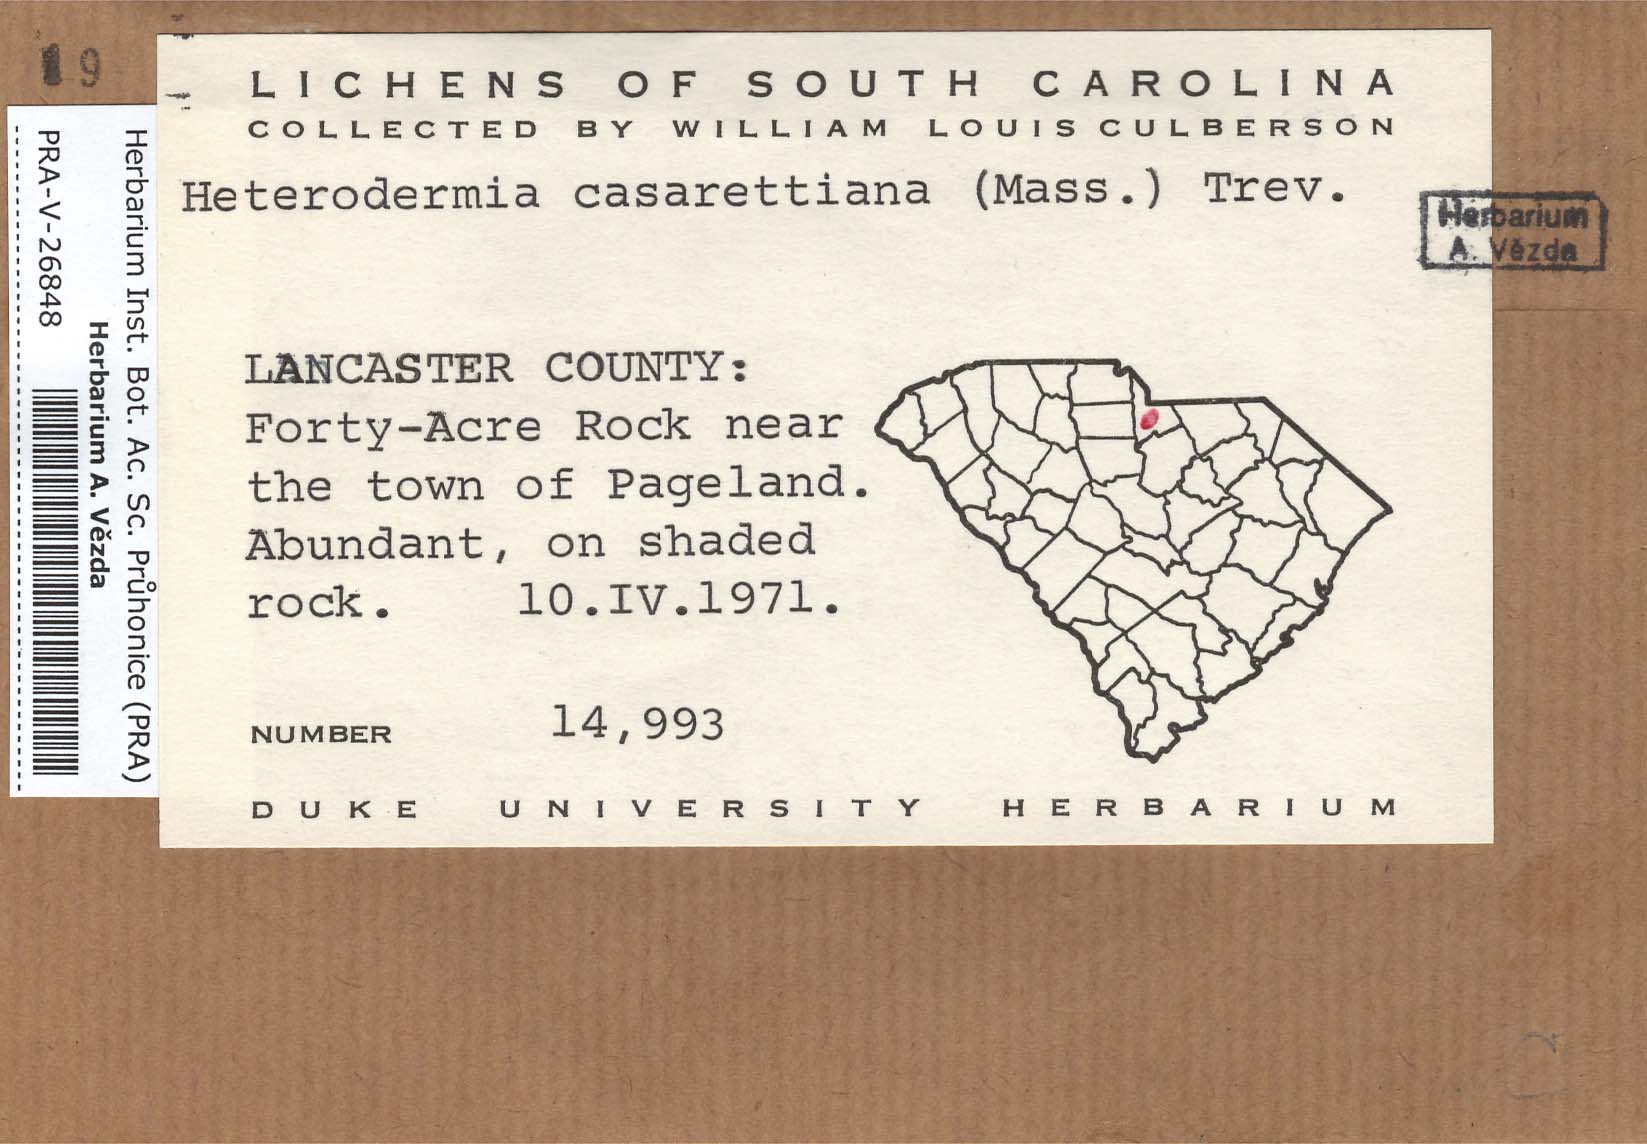 19
LICHENS OF SOUTH CAROLINA
COLLECTED BY WILLIAM LOUIS CULBERSON
Heterodermia casarettiana (Mass.) Trev.
Herbarium
A. Vězda
LANCASTER COUNTY:
Forty-Acre Rock near
the town of Pageland.
Abundant, on shaded
rock. 10.IV.1971.
NUMBER 14,993
DUKE UNIVERSITY HERBARIUM
Herbarium Inst. Bot. Ac. Sc. Průhonice (PRA)
Herbarium A. Vězda
PRA-V-26848